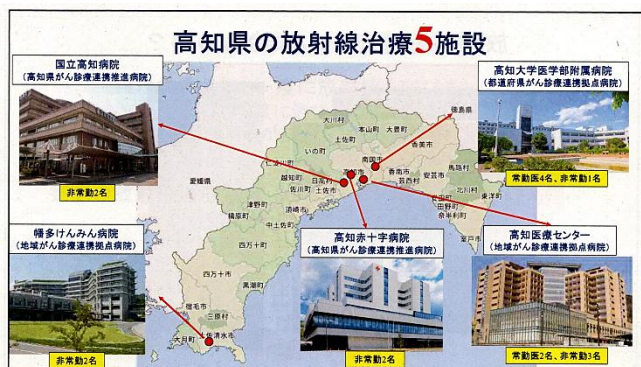 高知県の放射線治療5施設
国立高知病院
(高知県がん診療連携推進病院)
非常勤2名
高知大学医学部附属病院
(都道府県がん診療連携拠点病院)
常勤医4名、非常勤1名
幡多けんみん病院
(地域がん診療連携拠点病院)
非常勤2名
高知赤十字病院
(高知県がん診療連携推進病院)
非常勤2名
高知医療センター
(地域がん診療連携拠点病院)
常勤医2名、非常勤3名
徳島県
愛媛県
大川村
本山町
大豊町
土佐町
いの町
香美市
南国市
馬路村
仁淀川町
越知町
日高村
香南市
安芸市
芸西村
北川村
佐川町
土佐市
東洋町
田野町
奈半利町
津野町
須崎市
梼原町
中土佐町
室戸市
四万十町
四万十市
黒潮町
宿毛市
三原村
大月町
土佐清水市